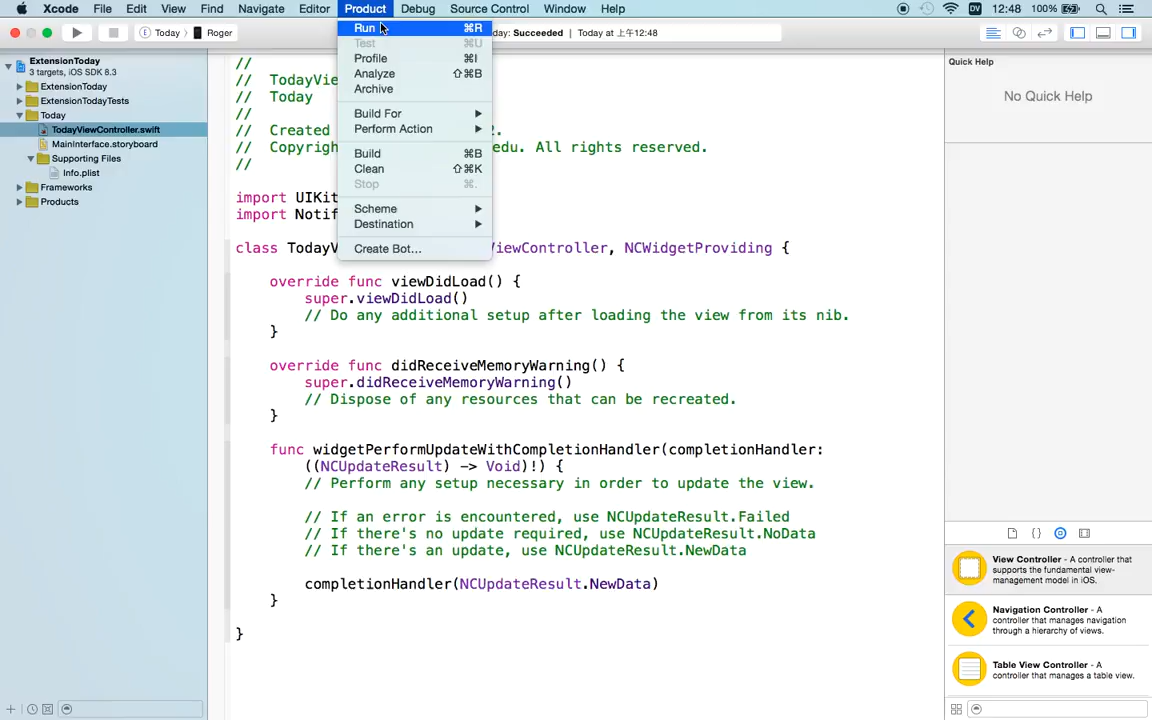 Xcode File Edit View Find Navigate Editor Product Debug Source Control Window Help DV 12:48 100%
Today Roger
day: Succeeded | Today at 上午12:48
Run ⌘R
Test ⌘U
Profile ⌘I
Analyze ⇧⌘B
Archive
Build For
Perform Action
Build ⌘B
Clean ⇧⌘K
Stop ⌘.
Scheme
Destination
Create Bot...
ExtensionToday
3 targets, iOS SDK 8.3
ExtensionToday
ExtensionTodayTests
Today
TodayViewController.swift
MainInterface.storyboard
Supporting Files
Info.plist
Frameworks
Products
//
// TodayVie
// Today
//
// Created 2.
// Copyrigh edu. All rights reserved.
//
import UIKit
import Notif
class TodayV iewController, NCWidgetProviding {
override func viewDidLoad() {
super.viewDidLoad()
// Do any additional setup after loading the view from its nib.
}
override func didReceiveMemoryWarning() {
super.didReceiveMemoryWarning()
// Dispose of any resources that can be recreated.
}
func widgetPerformUpdateWithCompletionHandler(completionHandler:
((NCUpdateResult) -> Void)!) {
// Perform any setup necessary in order to update the view.
// If an error is encountered, use NCUpdateResult.Failed
// If there's no update required, use NCUpdateResult.NoData
// If there's an update, use NCUpdateResult.NewData
completionHandler(NCUpdateResult.NewData)
}
}
Quick Help
No Quick Help
{ }
View Controller - A controller that
supports the fundamental view-
management model in iOS.
Navigation Controller - A
controller that manages navigation
through a hierarchy of views.
Table View Controller - A
controller that manages a table view.